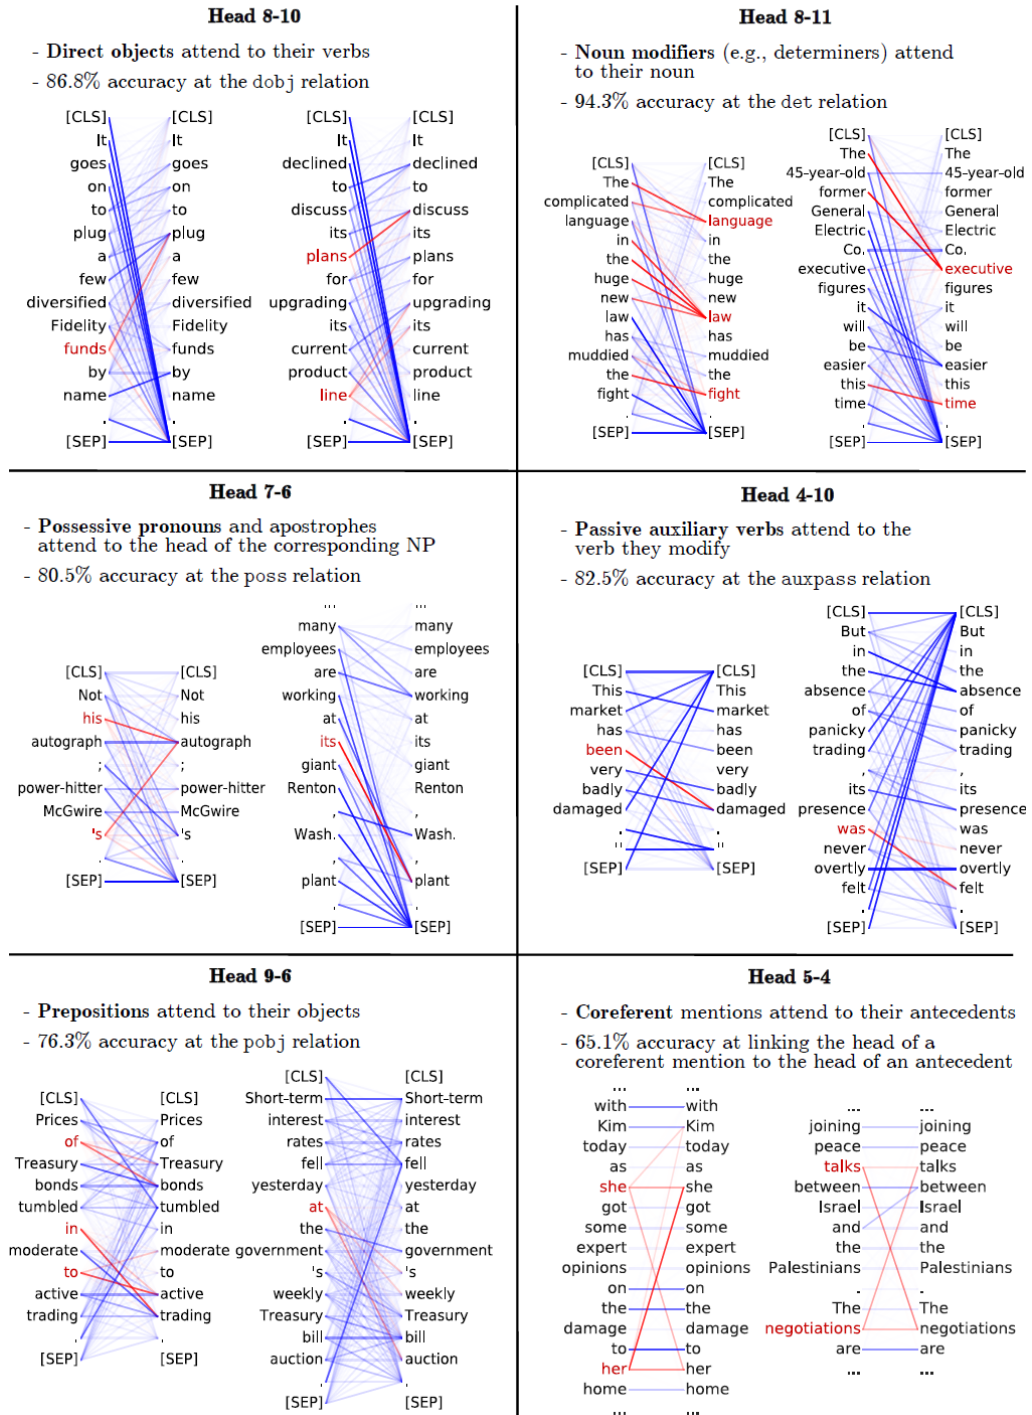 Head 8-10
- Direct objects attend to their verbs
- 86.8% accuracy at the dobj relation
[CLS] [CLS]
It It
goes goes
on on
to to
plug plug
a a
few few
diversified diversified
Fidelity Fidelity
funds funds
by by
name name
. .
[SEP] [SEP]
[CLS] [CLS]
It It
declined declined
to to
discuss discuss
its its
plans plans
for for
upgrading upgrading
its its
current current
product product
line line
. .
[SEP] [SEP]
Head 8-11
- Noun modifiers (e.g., determiners) attend
to their noun
- 94.3% accuracy at the det relation
[CLS] [CLS]
The The
complicated complicated
language language
in in
the the
huge huge
new new
law law
has has
muddied muddied
the the
fight fight
. .
[SEP] [SEP]
[CLS] [CLS]
The The
45-year-old 45-year-old
former former
General General
Electric Electric
Co. Co.
executive executive
figures figures
it it
will will
be be
easier easier
this this
time time
. .
[SEP] [SEP]
Head 7-6
- Possessive pronouns and apostrophes
attend to the head of the corresponding NP
- 80.5% accuracy at the poss relation
[CLS] [CLS]
Not Not
his his
autograph autograph
; ;
power-hitter power-hitter
McGwire McGwire
's 's
. .
[SEP] [SEP]
... ...
many many
employees employees
are are
working working
at at
its its
giant giant
Renton Renton
, ,
Wash. Wash.
, ,
plant plant
. .
[SEP] [SEP]
Head 4-10
- Passive auxiliary verbs attend to the
verb they modify
- 82.5% accuracy at the auxpass relation
[CLS] [CLS]
This This
market market
has has
been been
very very
badly badly
damaged damaged
. .
" "
[SEP] [SEP]
[CLS] [CLS]
But But
in in
the the
absence absence
of of
panicky panicky
trading trading
, ,
its its
presence presence
was was
never never
overtly overtly
felt felt
. .
[SEP] [SEP]
Head 9-6
- Prepositions attend to their objects
- 76.3% accuracy at the pobj relation
[CLS] [CLS]
Prices Prices
of of
Treasury Treasury
bonds bonds
tumbled tumbled
in in
moderate moderate
to to
active active
trading trading
. .
[SEP] [SEP]
[CLS] [CLS]
Short-term Short-term
interest interest
rates rates
fell fell
yesterday yesterday
at at
the the
government government
's 's
weekly weekly
Treasury Treasury
bill bill
auction auction
. .
[SEP] [SEP]
Head 5-4
- Coreferent mentions attend to their antecedents
- 65.1% accuracy at linking the head of a
coreferent mention to the head of an antecedent
... ...
with with
Kim Kim
today today
as as
she she
got got
some some
expert expert
opinions opinions
on on
the the
damage damage
to to
her her
home home
... ...
... ...
joining joining
peace peace
talks talks
between between
Israel Israel
and and
the the
Palestinians Palestinians
. .
The The
negotiations negotiations
are are
... ...